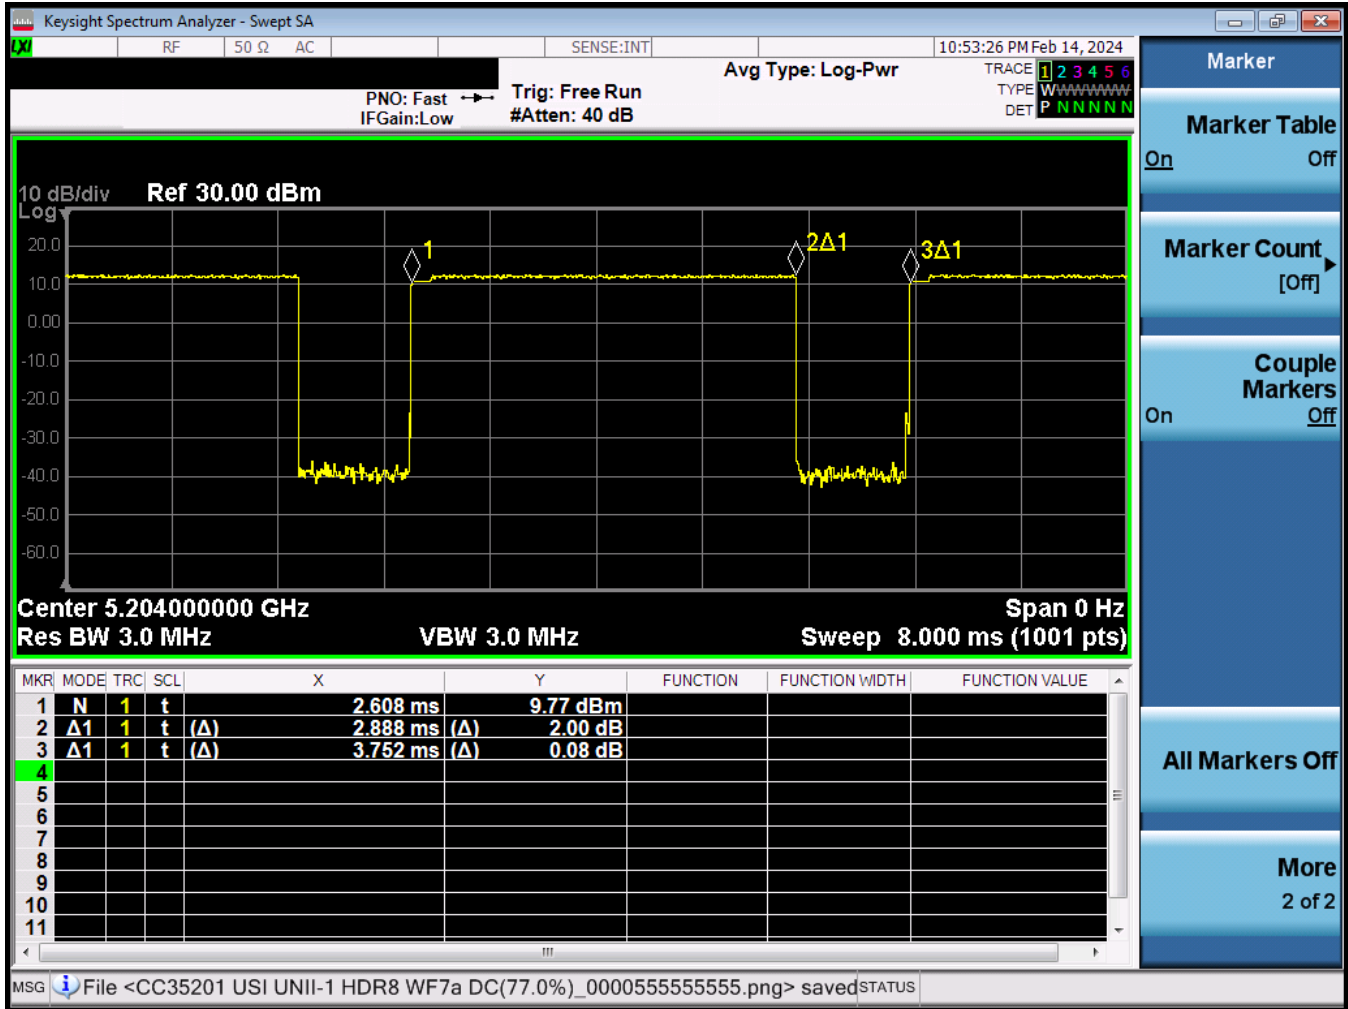 Keysight Spectrum Analyzer - Swept SA
LXI RF 50 Ω AC SENSE:INT 10:53:26 PM Feb 14, 2024
Avg Type: Log-Pwr
PNO: Fast
IFGain:Low
Trig: Free Run
#Atten: 40 dB
TRACE 1 2 3 4 5 6
TYPE WWWWWWW
DET P N N N N N
10 dB/div
Log
Ref 30.00 dBm
20.0
10.0
0.00
-10.0
-20.0
-30.0
-40.0
-50.0
-60.0
1
2Δ1
3Δ1
Center 5.204000000 GHz Span 0 Hz
Res BW 3.0 MHz VBW 3.0 MHz Sweep 8.000 ms (1001 pts)
MKR MODE TRC SCL X Y FUNCTION FUNCTION WIDTH FUNCTION VALUE
1 N 1 t 2.608 ms 9.77 dBm
2 Δ1 1 t (Δ) 2.888 ms (Δ) 2.00 dB
3 Δ1 1 t (Δ) 3.752 ms (Δ) 0.08 dB
4
5
6
7
8
9
10
11
MSG File <CC35201 USI UNII-1 HDR8 WF7a DC(77.0%)_0000555555555.png> saved STATUS
Marker
Marker Table
On Off
Marker Count
[Off]
Couple
Markers
On Off
All Markers Off
More
2 of 2